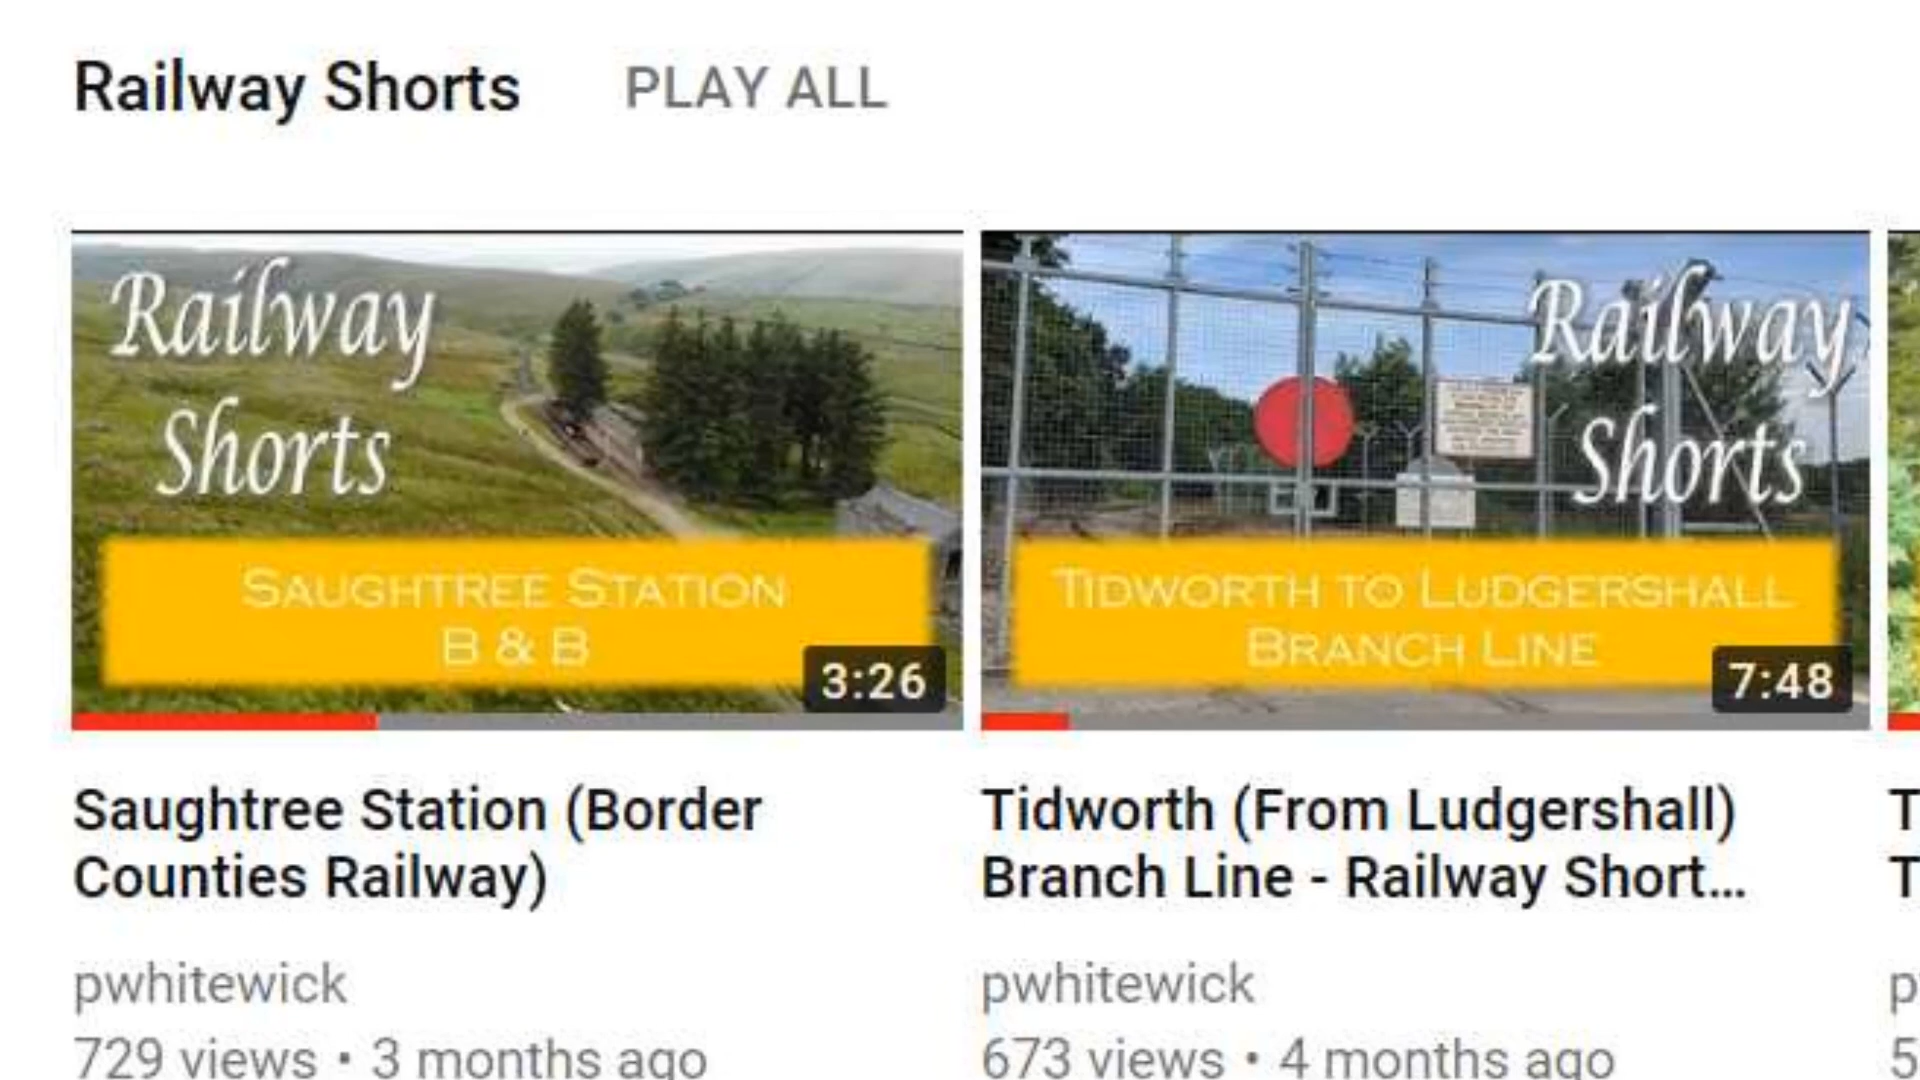 Railway Shorts PLAY ALL
Railway
Shorts
SAUGHTREE STATION
B & B
3:26
Saughtree Station (Border
Counties Railway)
pwhitewick
729 views • 3 months ago
Railway
Shorts
TIDWORTH TO LUDGERSHALL
BRANCH LINE
7:48
Tidworth (From Ludgershall)
Branch Line - Railway Short...
pwhitewick
673 views • 4 months ago
T
T
p
5